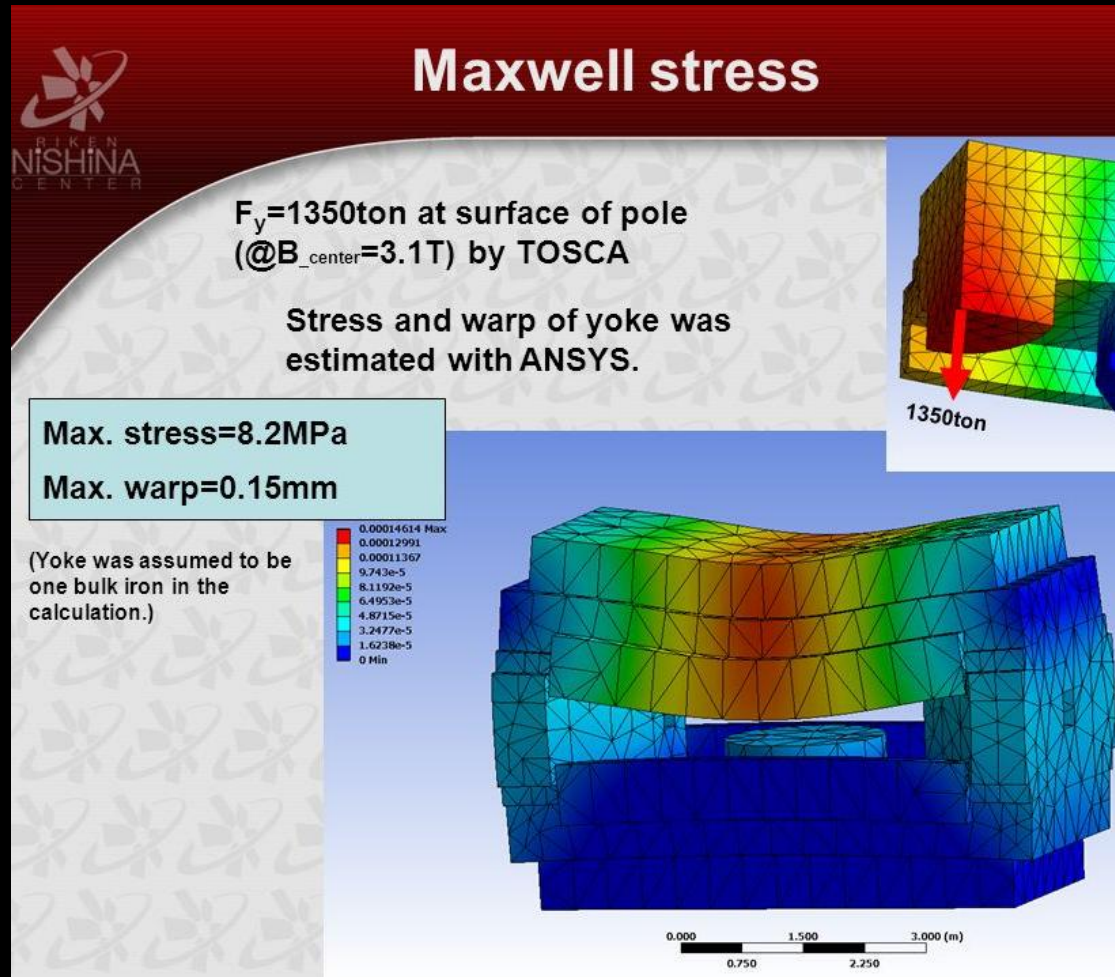 Maxwell stress
RIKEN
NiSHiNA
CENTER
F_y=1350ton at surface of pole
(@B_center=3.1T) by TOSCA
Stress and warp of yoke was
estimated with ANSYS.
1350ton
Max. stress=8.2MPa
Max. warp=0.15mm
(Yoke was assumed to be
one bulk iron in the
calculation.)
0.00014614 Max
0.00012991
0.00011367
9.743e-5
8.1192e-5
6.4953e-5
4.8715e-5
3.2477e-5
1.6238e-5
0 Min
0.000 1.500 3.000 (m)
0.750 2.250